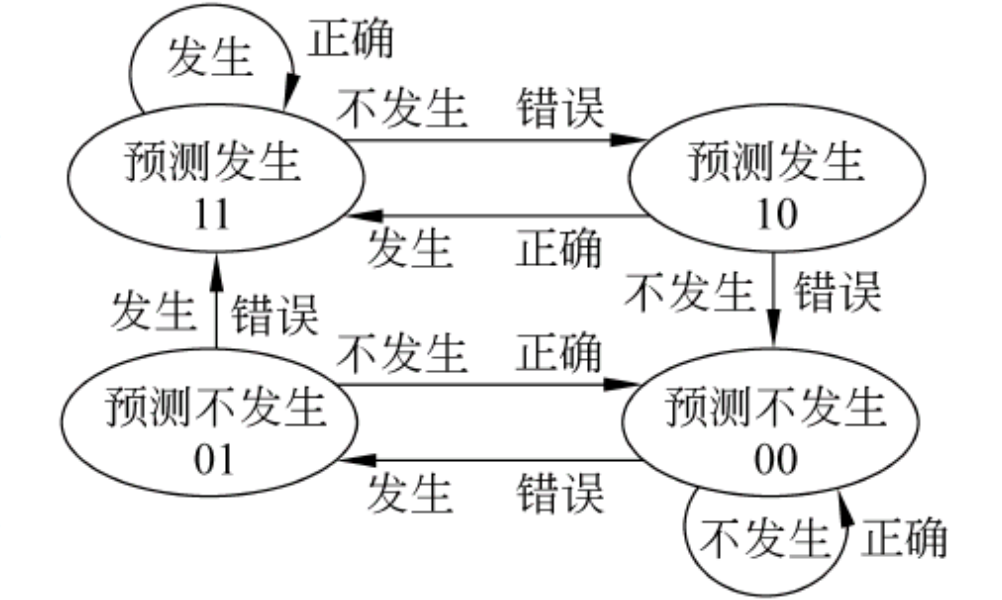 发生 正确
不发生 错误
预测发生
11
预测发生
10
发生 正确
不发生 错误
发生 错误
不发生 正确
预测不发生
01
预测不发生
00
发生 错误
不发生 正确